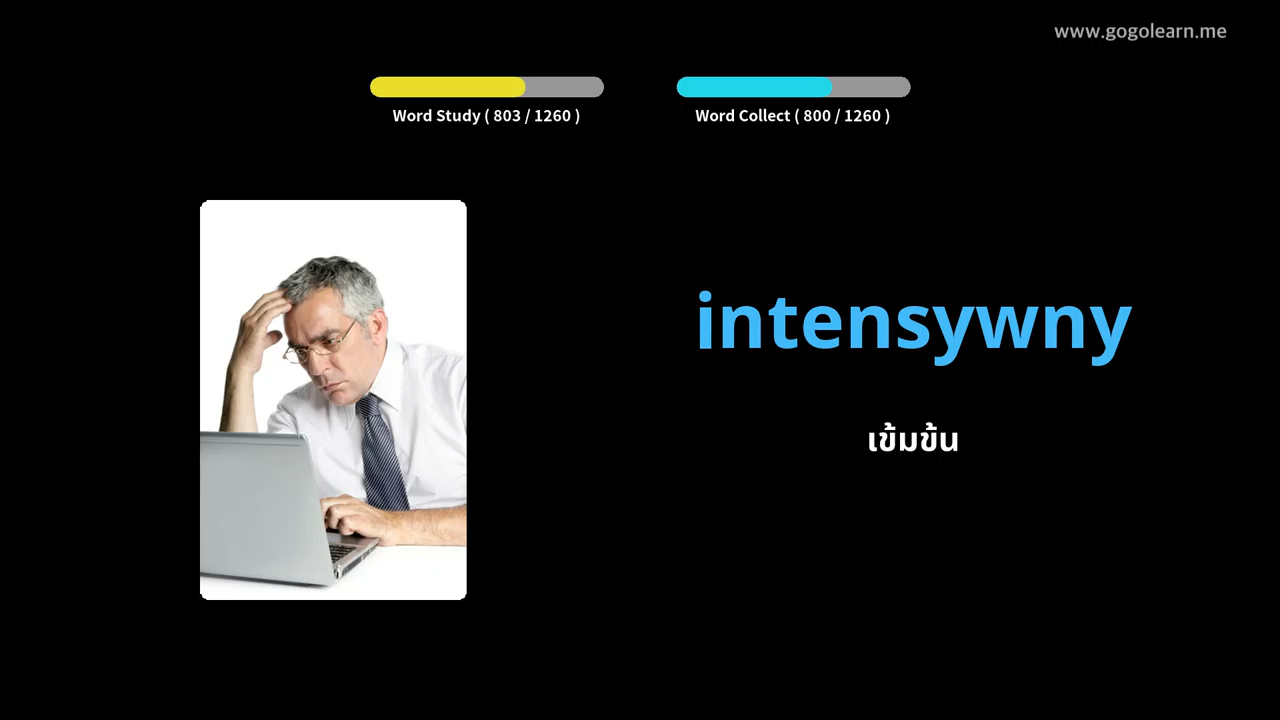 www.gogolearn.me
Word Study ( 803 / 1260 )
Word Collect ( 800 / 1260 )
intensywny
เข้มข้น